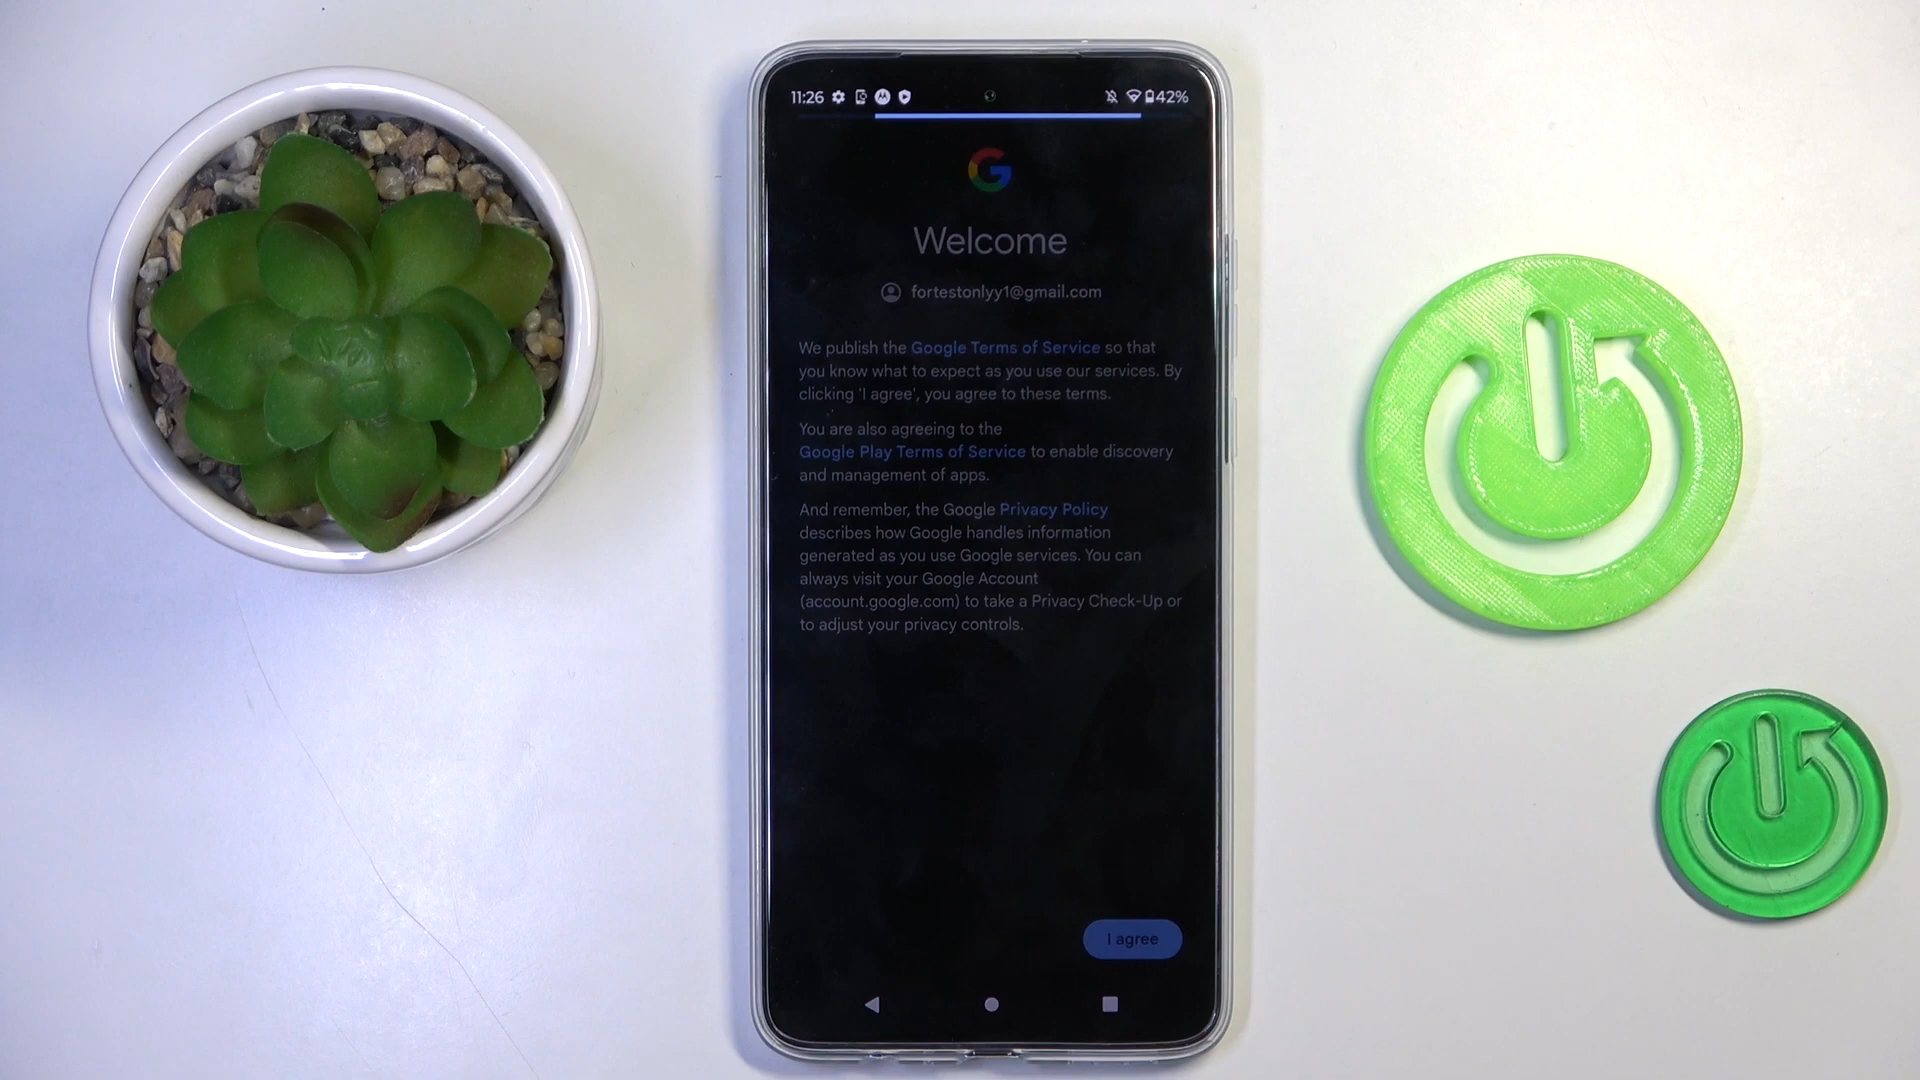 11:26 42%
Welcome
fortestonlyy1@gmail.com
We publish the Google Terms of Service so that
you know what to expect as you use our services. By
clicking 'I agree', you agree to these terms.
You are also agreeing to the
Google Play Terms of Service to enable discovery
and management of apps.
And remember, the Google Privacy Policy
describes how Google handles information
generated as you use Google services. You can
always visit your Google Account
(account.google.com) to take a Privacy Check-Up or
to adjust your privacy controls.
I agree